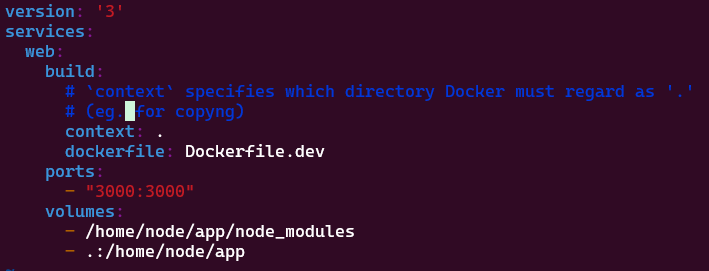 version: '3'
services:
  web:
    build:
      # `context` specifies which directory Docker must regard as '.'
      # (eg. for copyng)
      context: .
      dockerfile: Dockerfile.dev
    ports:
      - "3000:3000"
    volumes:
      - /home/node/app/node_modules
      - .:/home/node/app